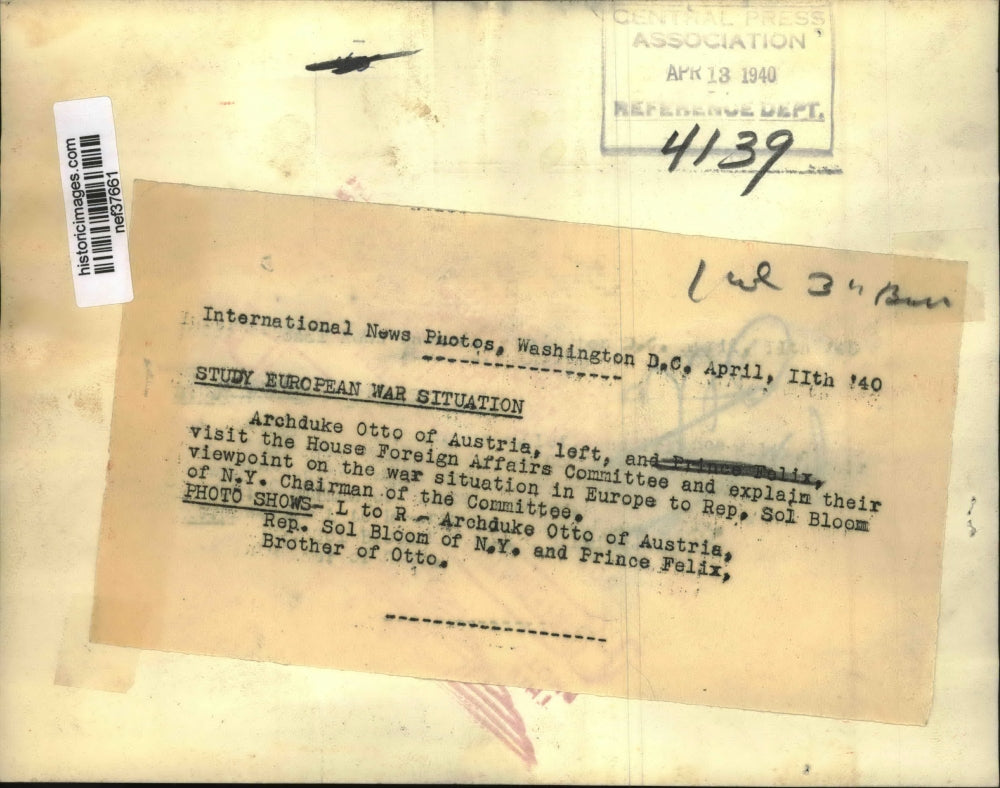 CENTRAL PRESS
ASSOCIATION
APR 13 1940
REFERENCE DEPT.
4139
historicimages.com
nef37661
3" 
International News Photos, Washington D.C. April, IIth '40
STUDY EUROPEAN WAR SITUATION
Archduke Otto of Austria, left, and Prince Felix,
visit the House Foreign Affairs Committee and explaim their
viewpoint on the war situation in Europe to Rep. Sol Bloom
of N.Y. Chairman of the Committee.
PHOTO SHOWS- L to R - Archduke Otto of Austria,
Rep. Sol Bloom of N.Y. and Prince Felix,
Brother of Otto.